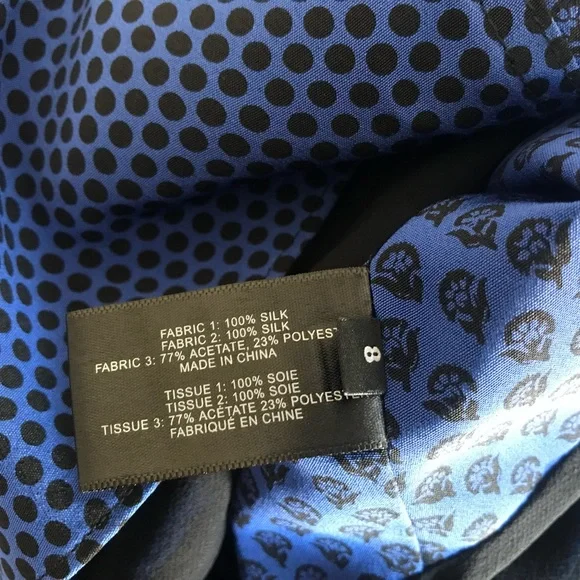 FABRIC 1: 100% SILK
FABRIC 2: 100% SILK
FABRIC 3: 77% ACETATE, 23% POLYEST
MADE IN CHINA
TISSUE 1: 100% SOIE
TISSUE 2: 100% SOIE
TISSUE 3: 77% ACÉTATE 23% POLYE
FABRIQUÉ EN CHINE
8